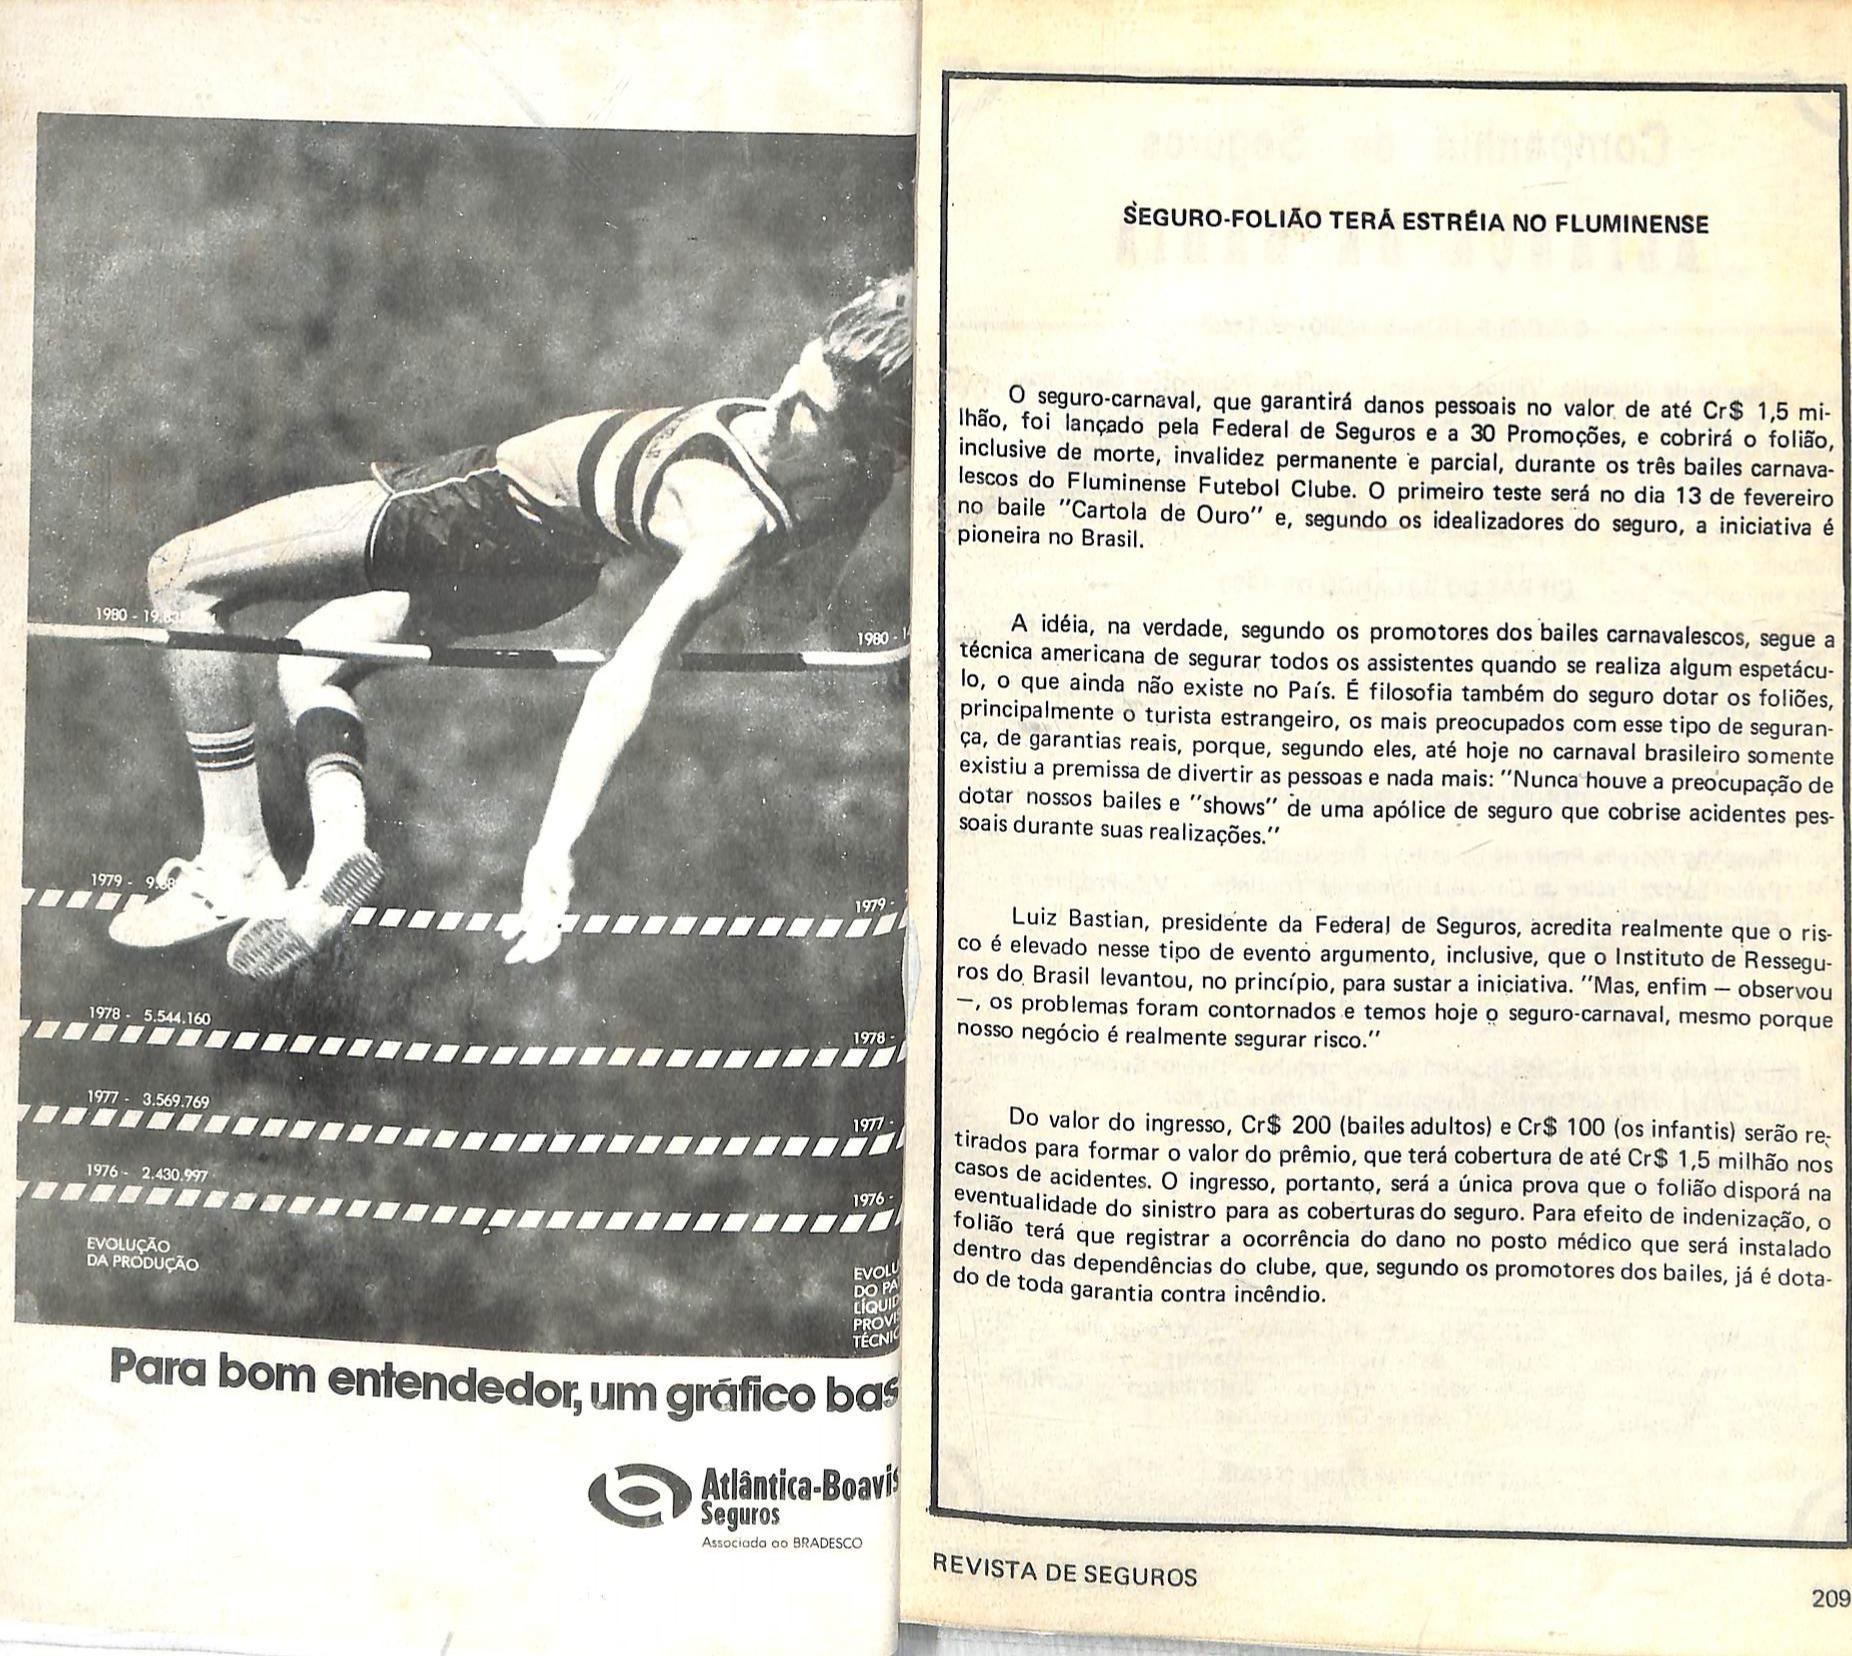 1980 - 19.83
1980 - 1
1979 - 9.
1979 -
1978 - 5.544.160
1978 -
1977 - 3.569.769
1977 -
1976 - 2.430.997
1976 -
EVOLUÇÃO
DA PRODUÇÃO
EVOLU
DO PA
LÍQUID
PROVI
TÉCNIC
Para bom entendedor, um gráfico bas
Atlântica-Boavis
Seguros
Associada ao BRADESCO
SEGURO-FOLIÃO TERÁ ESTRÉIA NO FLUMINENSE
O seguro-carnaval, que garantirá danos pessoais no valor de até Cr$ 1,5 mi-
lhão, foi lançado pela Federal de Seguros e a 30 Promoções, e cobrirá o folião,
inclusive de morte, invalidez permanente e parcial, durante os três bailes carnava-
lescos do Fluminense Futebol Clube. O primeiro teste será no dia 13 de fevereiro
no baile "Cartola de Ouro" e, segundo os idealizadores do seguro, a iniciativa é
pioneira no Brasil.
A idéia, na verdade, segundo os promotores dos bailes carnavalescos, segue a
técnica americana de segurar todos os assistentes quando se realiza algum espetácu-
lo, o que ainda não existe no País. É filosofia também do seguro dotar os foliões,
principalmente o turista estrangeiro, os mais preocupados com esse tipo de seguran-
ça, de garantias reais, porque, segundo eles, até hoje no carnaval brasileiro somente
existiu a premissa de divertir as pessoas e nada mais: "Nunca houve a preocupação de
dotar nossos bailes e "shows" de uma apólice de seguro que cobrise acidentes pes-
soais durante suas realizações."
Luiz Bastian, presidente da Federal de Seguros, acredita realmente que o ris-
co é elevado nesse tipo de evento argumento, inclusive, que o Instituto de Ressegu-
ros do Brasil levantou, no princípio, para sustar a iniciativa. "Mas, enfim — observou
—, os problemas foram contornados e temos hoje o seguro-carnaval, mesmo porque
nosso negócio é realmente segurar risco."
Do valor do ingresso, Cr$ 200 (bailes adultos) e Cr$ 100 (os infantis) serão re-
tirados para formar o valor do prêmio, que terá cobertura de até Cr$ 1,5 milhão nos
casos de acidentes. O ingresso, portanto, será a única prova que o folião disporá na
eventualidade do sinistro para as coberturas do seguro. Para efeito de indenização, o
folião terá que registrar a ocorrência do dano no posto médico que será instalado
dentro das dependências do clube, que, segundo os promotores dos bailes, já é dota-
do de toda garantia contra incêndio.
REVISTA DE SEGUROS
209